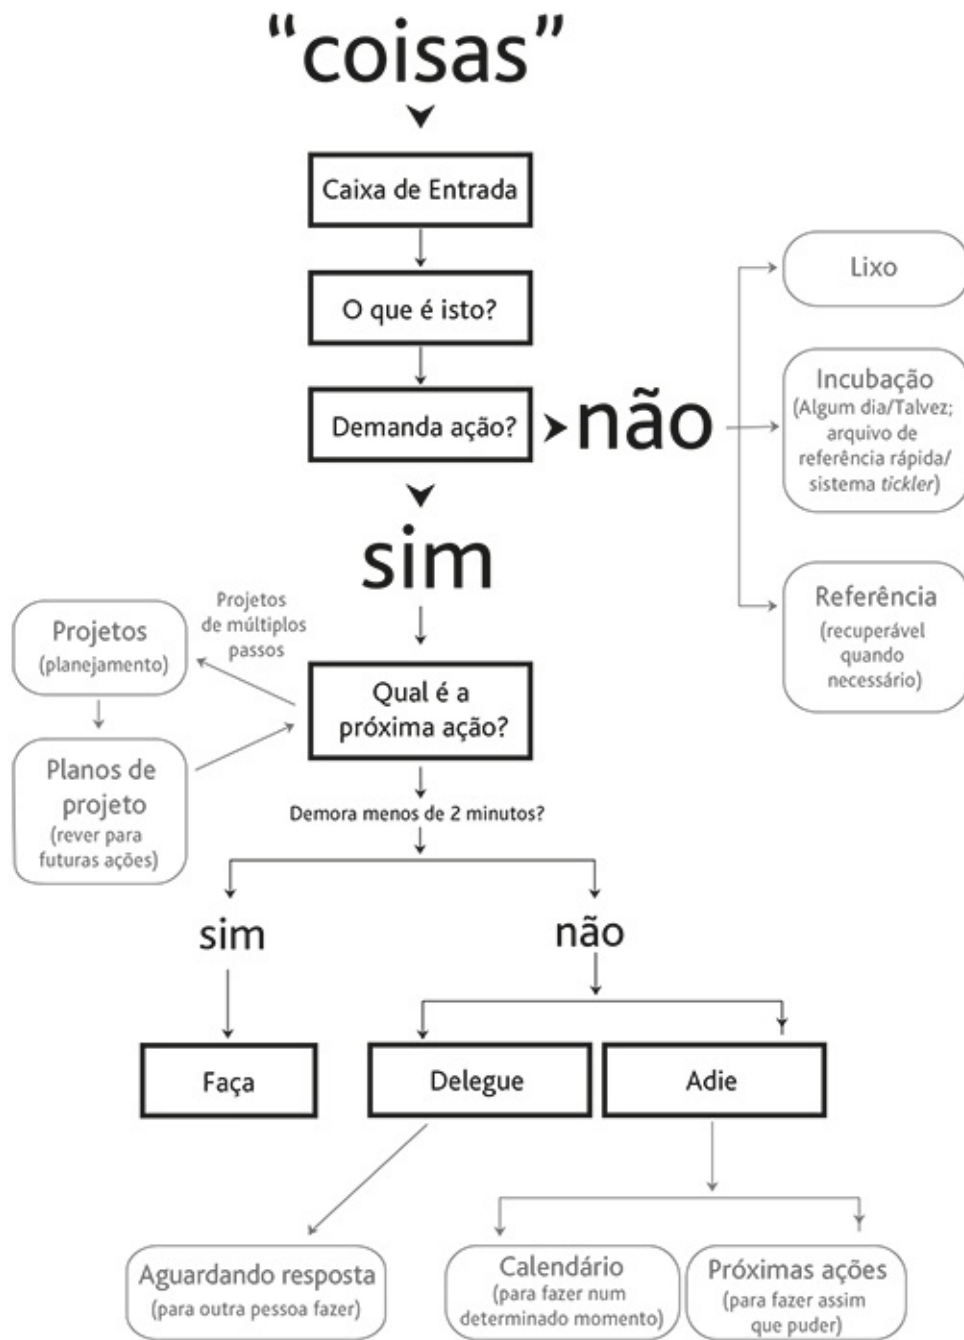 “coisas”
Caixa de Entrada
O que é isto?
Demanda ação?
não
Lixo
Incubação
(Algum dia/Talvez;
arquivo de
referência rápida/
sistema tickler)
Referência
(recuperável
quando
necessário)
sim
Projetos
de múltiplos
passos
Projetos
(planejamento)
Planos de
projeto
(rever para
futuras ações)
Qual é a
próxima ação?
Demora menos de 2 minutos?
sim
não
Faça
Delegue
Adie
Aguardando resposta
(para outra pessoa fazer)
Calendário
(para fazer num
determinado momento)
Próximas ações
(para fazer assim
que puder)